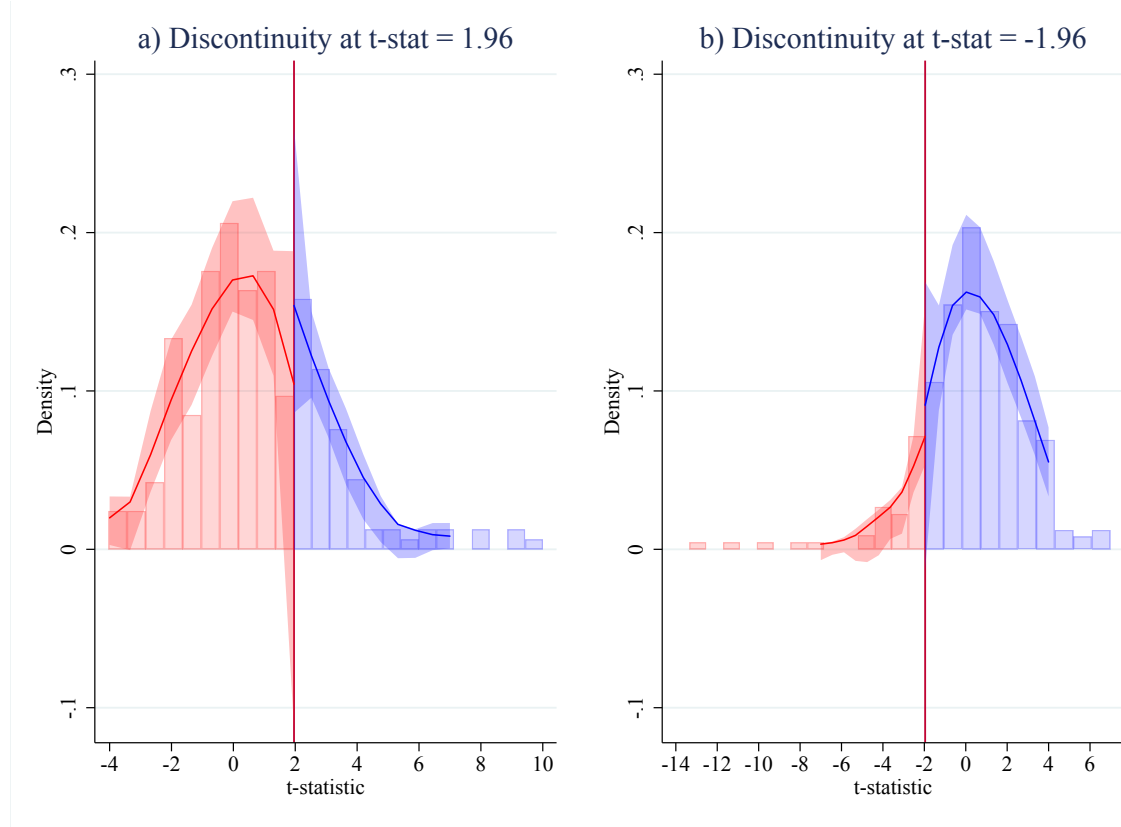 a) Discontinuity at t-stat = 1.96
.3
.2
.1
0
-.1
Density
-4 -2 0 2 4 6 8 10
t-statistic
b) Discontinuity at t-stat = -1.96
.3
.2
.1
0
-.1
Density
-14 -12 -10 -8 -6 -4 -2 0 2 4 6
t-statistic